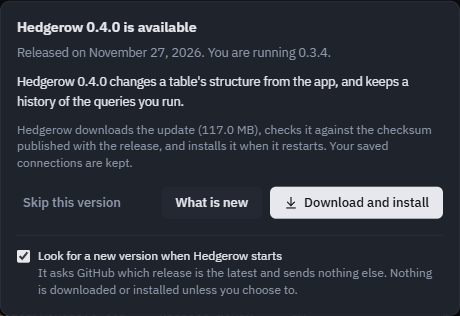 Hedgerow 0.4.0 is available
Released on November 27, 2026. You are running 0.3.4.
Hedgerow 0.4.0 changes a table's structure from the app, and keeps a
history of the queries you run.
Hedgerow downloads the update (117.0 MB), checks it against the checksum
published with the release, and installs it when it restarts. Your saved
connections are kept.
Skip this version
What is new
Download and install
Look for a new version when Hedgerow starts
It asks GitHub which release is the latest and sends nothing else. Nothing
is downloaded or installed unless you choose to.